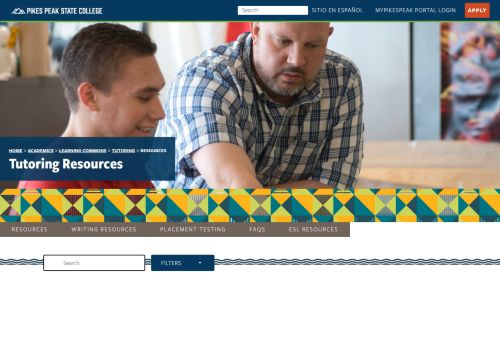 PIKES PEAK STATE COLLEGE
Search
SITIO EN ESPAÑOL
MYPIKESPEAK PORTAL LOGIN
APPLY
HOME > ACADEMICS > LEARNING COMMONS > TUTORING > RESOURCES
Tutoring Resources
RESOURCES WRITING RESOURCES PLACEMENT TESTING FAQS ESL RESOURCES
Search
FILTERS